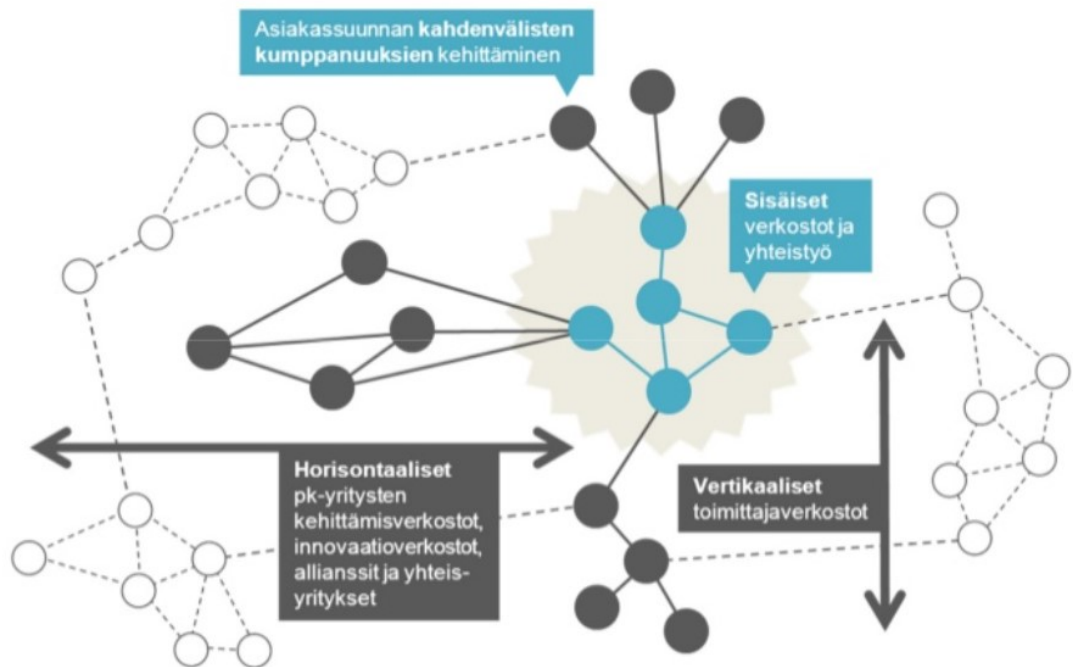 Asiakassuunnan kahdenvälisten
kumppanuuksien kehittäminen
Sisäiset
verkostot ja
yhteistyö
Horisontaaliset
pk-yritysten
kehittämisverkostot,
innovaatioverkostot,
allianssit ja yhteis-
yritykset
Vertikaaliset
toimittajaverkostot